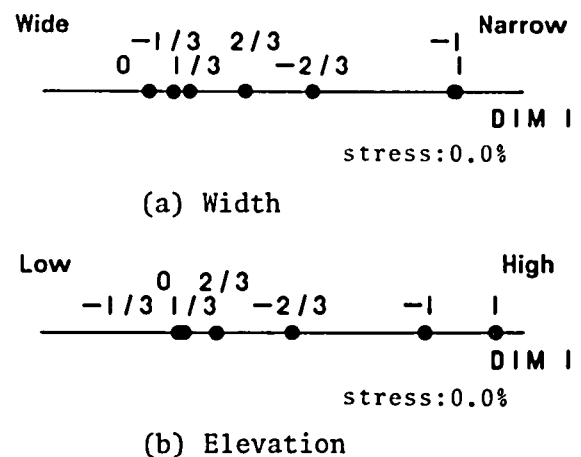 Wide -1/3 2/3 -1 Narrow
0 1/3 -2/3 1
DIM I
stress:0.0%
(a) Width
Low 0 2/3 High
-1/3 1/3 -2/3 -1 1
DIM I
stress:0.0%
(b) Elevation